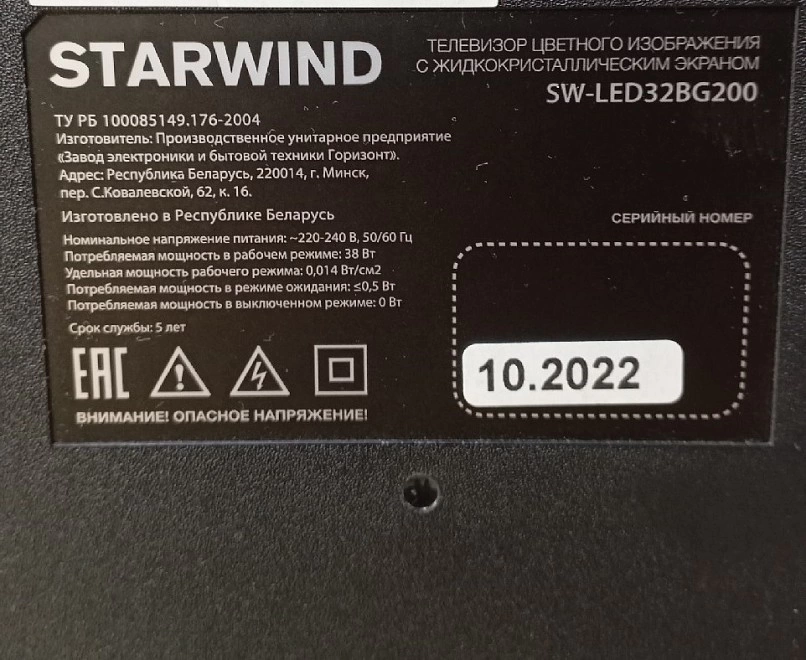 STARWIND
ТЕЛЕВИЗОР ЦВЕТНОГО ИЗОБРАЖЕНИЯ
С ЖИДКОКРИСТАЛЛИЧЕСКИМ ЭКРАНОМ
SW-LED32BG200
ТУ РБ 100085149.176-2004
Изготовитель: Производственное унитарное предприятие
«Завод электроники и бытовой техники Горизонт».
Адрес: Республика Беларусь, 220014, г. Минск,
пер. С.Ковалевской, 62, к. 16.
Изготовлено в Республике Беларусь
СЕРИЙНЫЙ НОМЕР
Номинальное напряжение питания: ~220-240 В, 50/60 Гц
Потребляемая мощность в рабочем режиме: 38 Вт
Удельная мощность рабочего режима: 0,014 Вт/см2
Потребляемая мощность в режиме ожидания: ≤0,5 Вт
Потребляемая мощность в выключенном режиме: 0 Вт
Срок службы: 5 лет
EAC
10.2022
ВНИМАНИЕ! ОПАСНОЕ НАПРЯЖЕНИЕ!